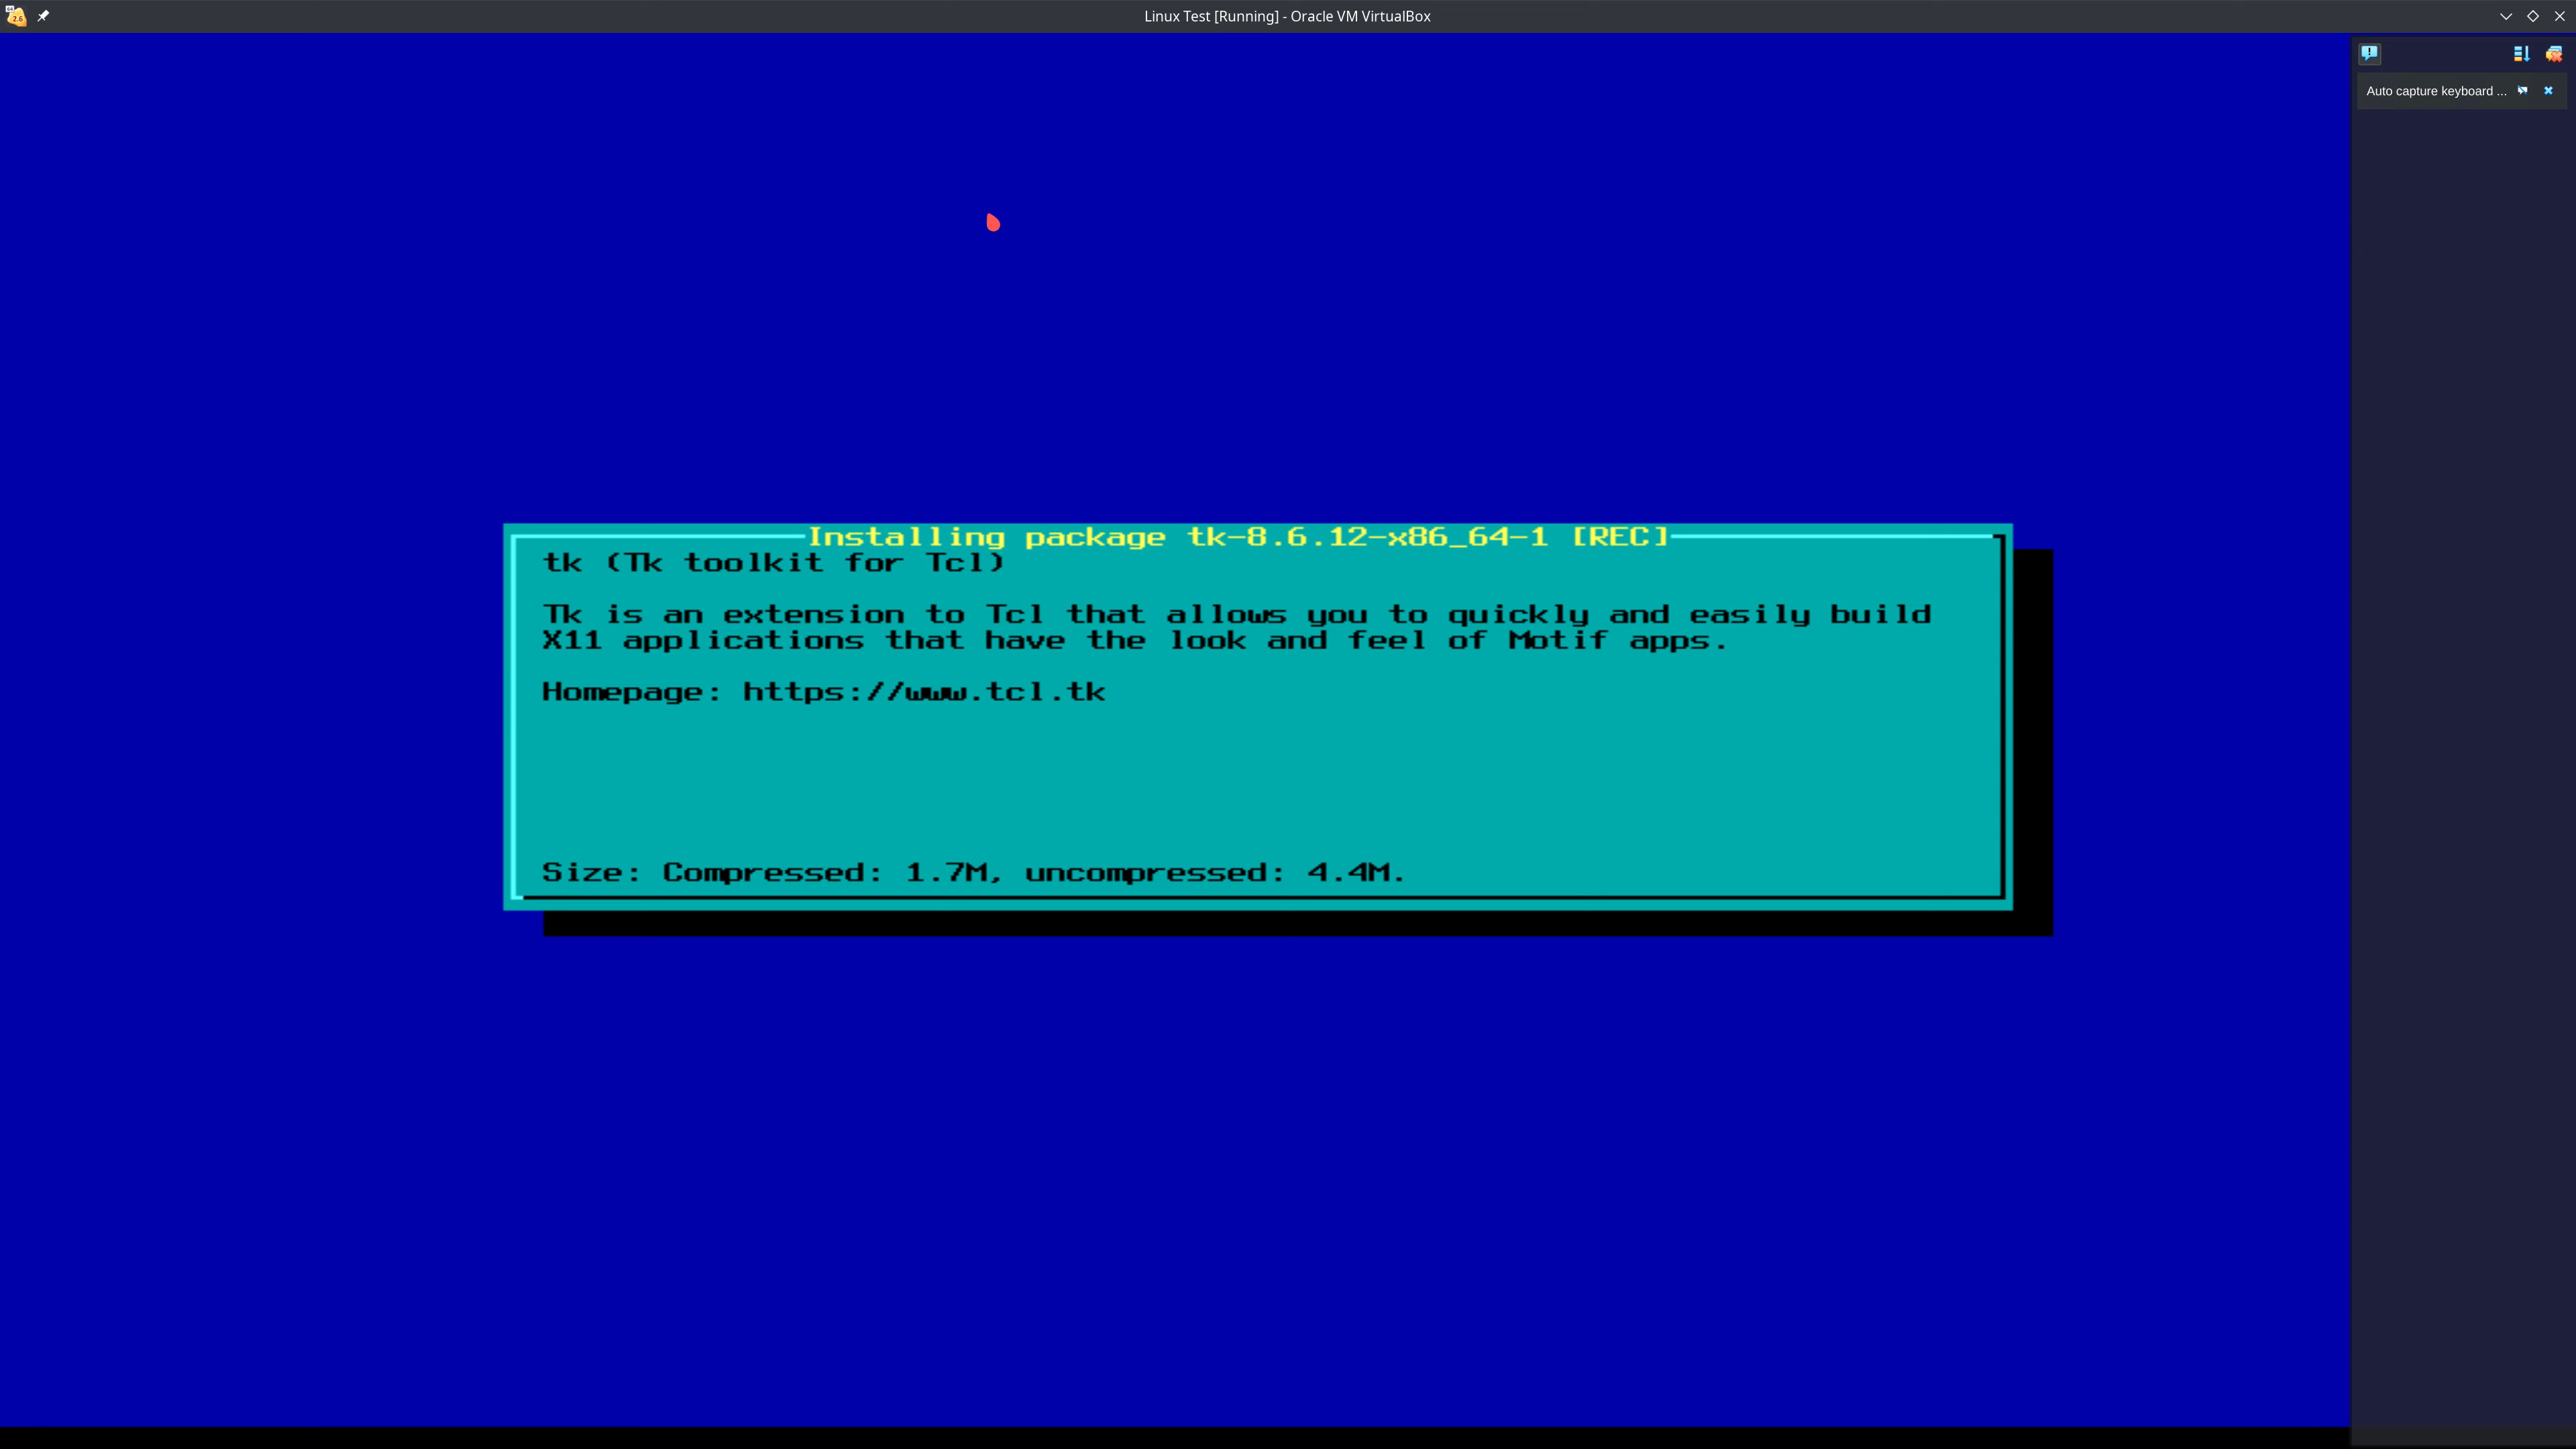 Linux Test [Running] - Oracle VM VirtualBox
Auto capture keyboard ...
Installing package tk-8.6.12-x86_64-1 [REC]
tk (Tk toolkit for Tcl)
Tk is an extension to Tcl that allows you to quickly and easily build
X11 applications that have the look and feel of Motif apps.
Homepage: https://www.tcl.tk
Size: Compressed: 1.7M, uncompressed: 4.4M.